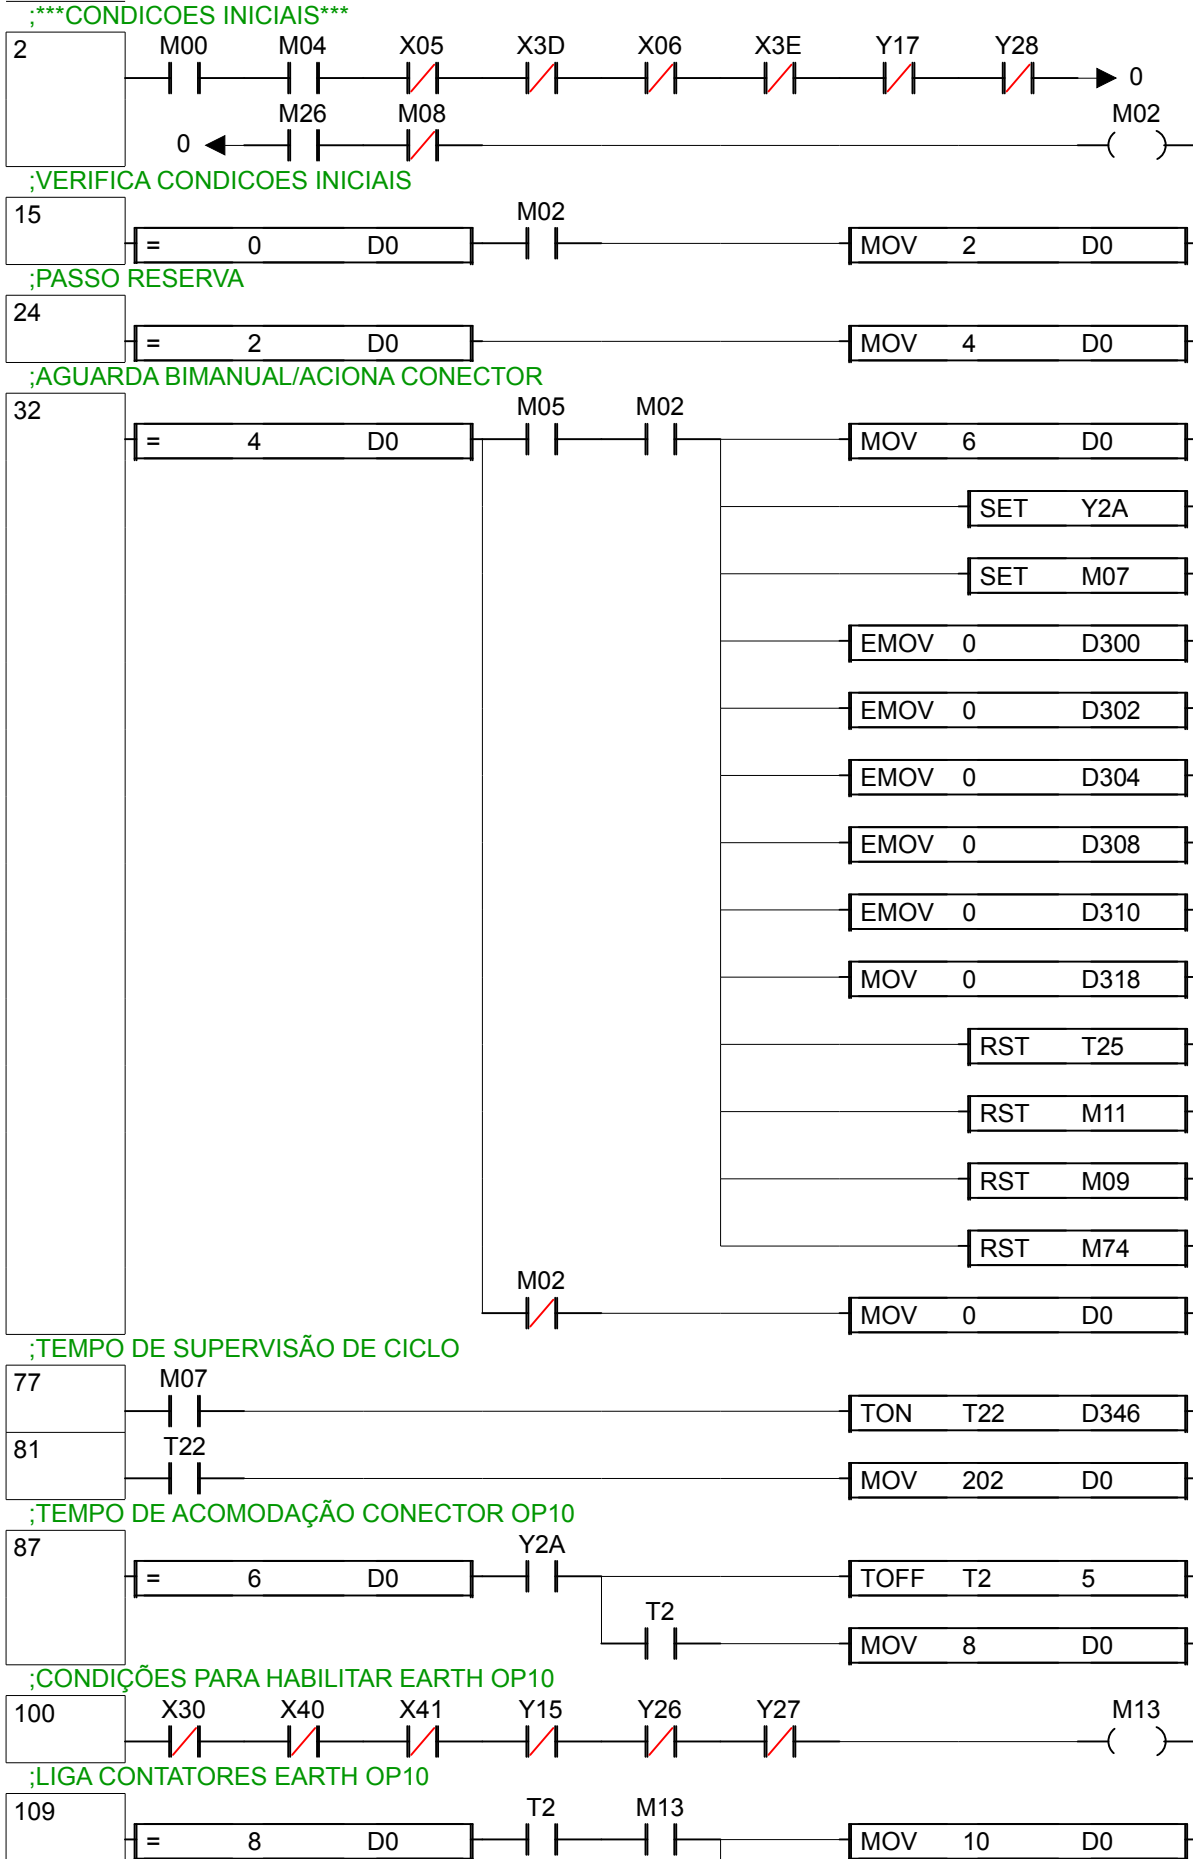 ;***CONDICOES INICIAIS***
2
M00 M04 X05 X3D X06 X3E Y17 Y28
0
M26 M08 M02
0
;VERIFICA CONDICOES INICIAIS
15
M02
= 0 D0 MOV 2 D0
;PASSO RESERVA
24
= 2 D0 MOV 4 D0
;AGUARDA BIMANUAL/ACIONA CONECTOR
32
M05 M02
= 4 D0 MOV 6 D0
SET Y2A
SET M07
EMOV 0 D300
EMOV 0 D302
EMOV 0 D304
EMOV 0 D308
EMOV 0 D310
MOV 0 D318
RST T25
RST M11
RST M09
RST M74
M02
MOV 0 D0
;TEMPO DE SUPERVISÃO DE CICLO
77
M07
TON T22 D346
81
T22
MOV 202 D0
;TEMPO DE ACOMODAÇÃO CONECTOR OP10
87
Y2A
= 6 D0 TOFF T2 5
T2
MOV 8 D0
;CONDIÇÕES PARA HABILITAR EARTH OP10
100
X30 X40 X41 Y15 Y26 Y27 M13
;LIGA CONTATORES EARTH OP10
109
T2 M13
= 8 D0 MOV 10 D0